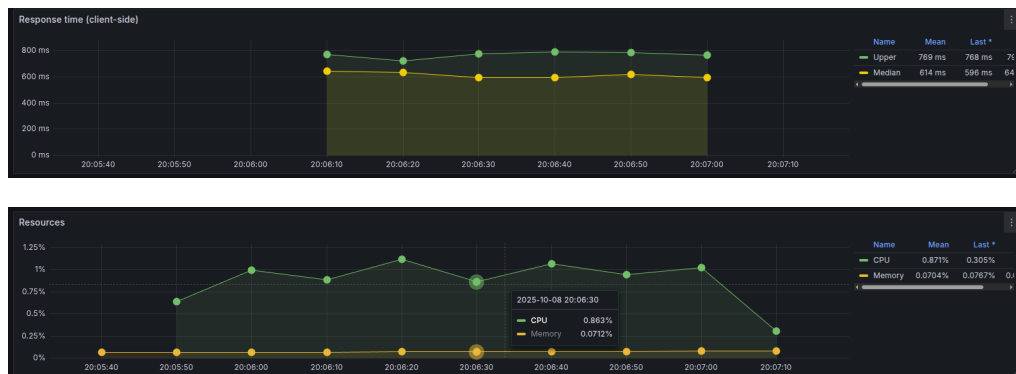 Response time (client-side)
800 ms
600 ms
400 ms
200 ms
0 ms
20:05:40 20:05:50 20:06:00 20:06:10 20:06:20 20:06:30 20:06:40 20:06:50 20:07:00 20:07:10
Name Mean Last *
Upper 769 ms 768 ms 79
Median 614 ms 596 ms 64
Resources
1.25%
1%
0.75%
0.5%
0.25%
0%
20:05:40 20:05:50 20:06:00 20:06:10 20:06:20 20:06:30 20:06:40 20:06:50 20:07:00 20:07:10
2025-10-08 20:06:30
CPU 0.863%
Memory 0.0712%
Name Mean Last *
CPU 0.871% 0.305%
Memory 0.0704% 0.0767% 0.